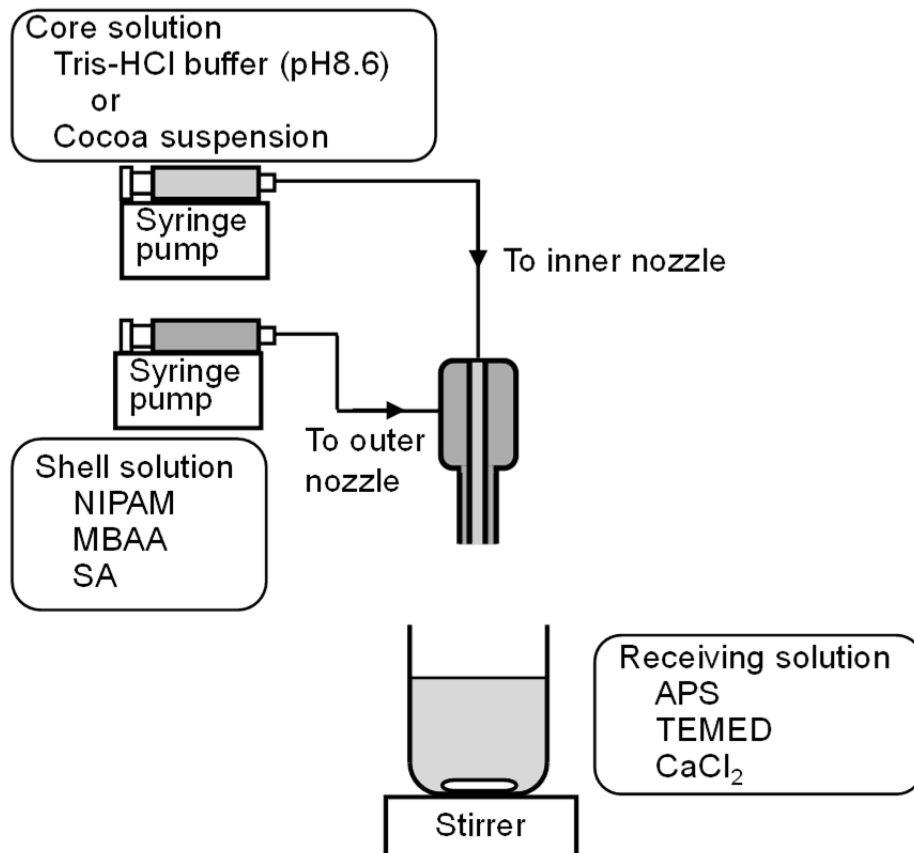 Core solution
Tris-HCl buffer (pH8.6)
or
Cocoa suspension
Syringe
pump
To inner nozzle
Syringe
pump
To outer
nozzle
Shell solution
NIPAM
MBAA
SA
Receiving solution
APS
TEMED
CaCl₂
Stirrer